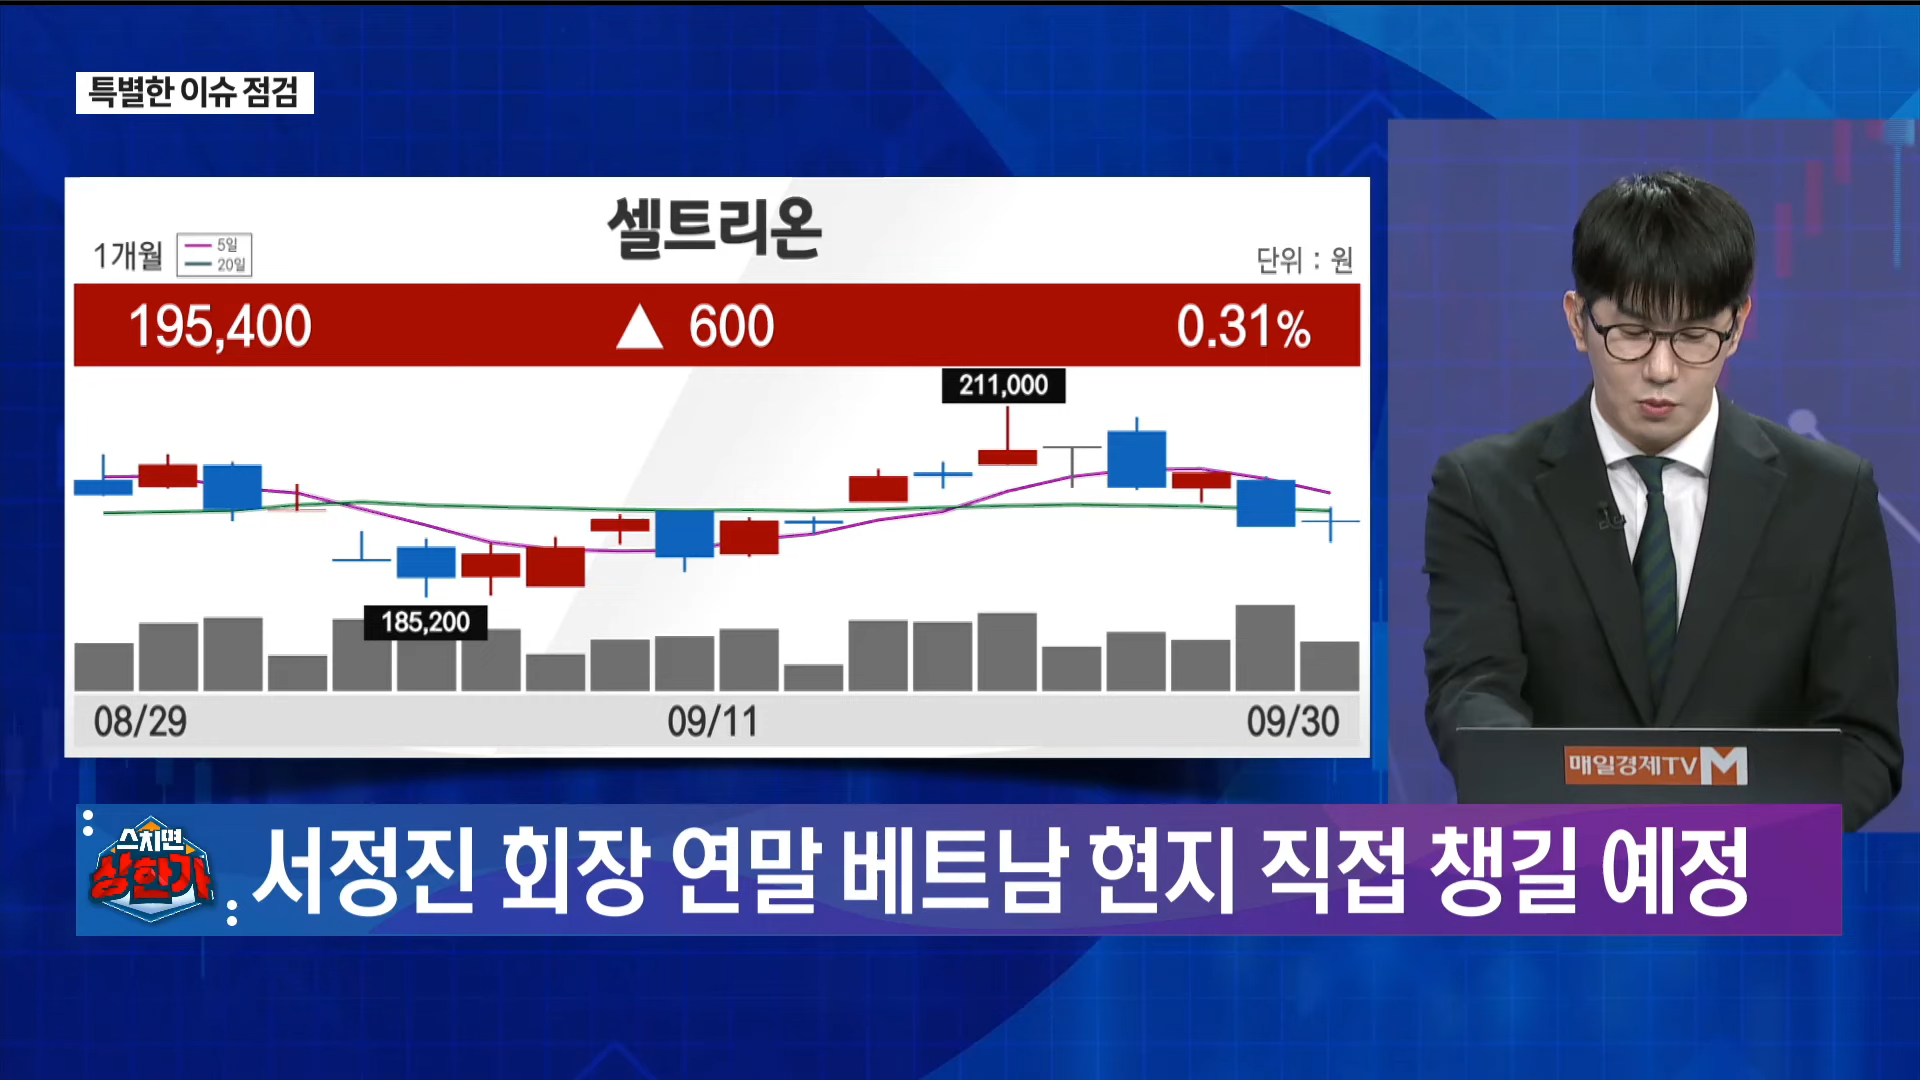 특별한 이슈 점검
셀트리온
1개월
5일
20일
단위 : 원
195,400 ▲ 600 0.31%
211,000
185,200
08/29 09/11 09/30
매일경제TV M
스치면
상한가
서정진 회장 연말 베트남 현지 직접 챙길 예정